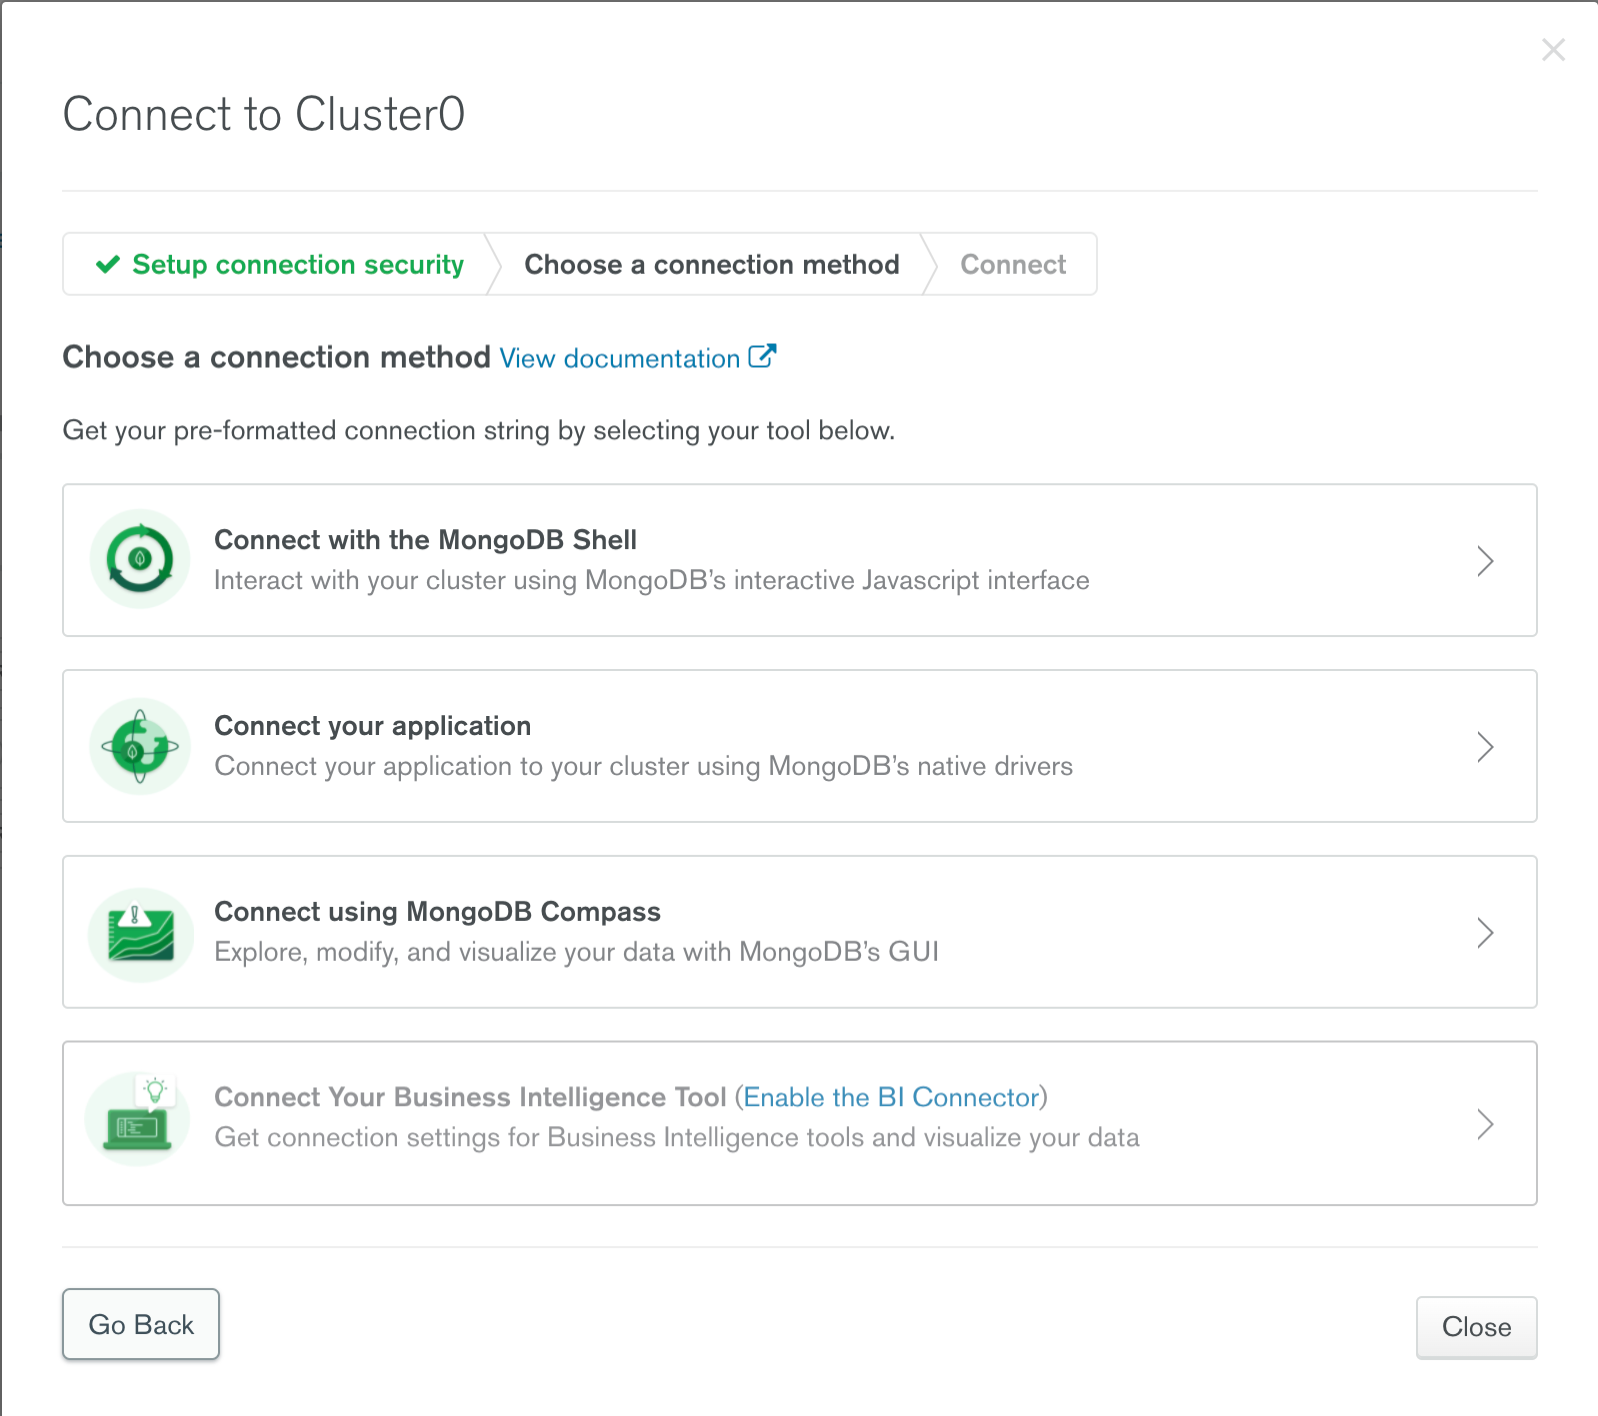 Connect to Cluster0
Setup connection security
Choose a connection method
Connect
Choose a connection method View documentation
Get your pre-formatted connection string by selecting your tool below.
Connect with the MongoDB Shell
Interact with your cluster using MongoDB’s interactive Javascript interface
Connect your application
Connect your application to your cluster using MongoDB’s native drivers
Connect using MongoDB Compass
Explore, modify, and visualize your data with MongoDB’s GUI
Connect Your Business Intelligence Tool (Enable the BI Connector)
Get connection settings for Business Intelligence tools and visualize your data
Go Back
Close